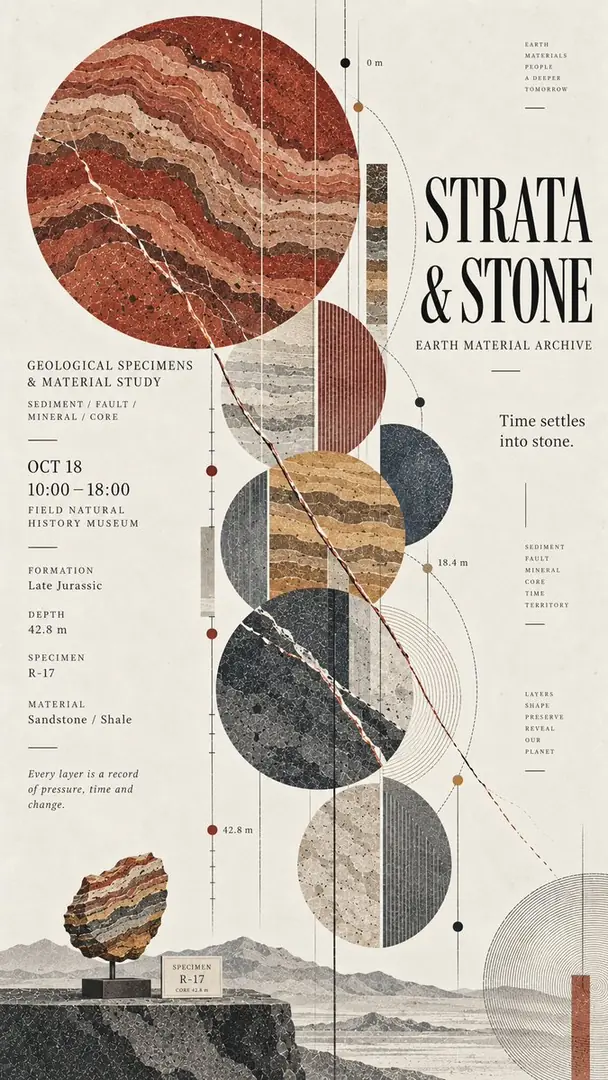 0 m
EARTH
MATERIALS
PEOPLE
A DEEPER
TOMORROW
STRATA
& STONE
EARTH MATERIAL ARCHIVE
GEOLOGICAL SPECIMENS
& MATERIAL STUDY
SEDIMENT / FAULT /
MINERAL / CORE
Time settles
into stone.
OCT 18
10:00–18:00
FIELD NATURAL
HISTORY MUSEUM
FORMATION
Late Jurassic
DEPTH
42.8 m
SPECIMEN
R-17
MATERIAL
Sandstone / Shale
Every layer is a record
of pressure, time and
change.
18.4 m
SEDIMENT
FAULT
MINERAL
CORE
TIME
TERRITORY
LAYERS
SHAPE
PRESERVE
REVEAL
OUR
PLANET
42.8 m
SPECIMEN
R-17
CORE 42.8 m